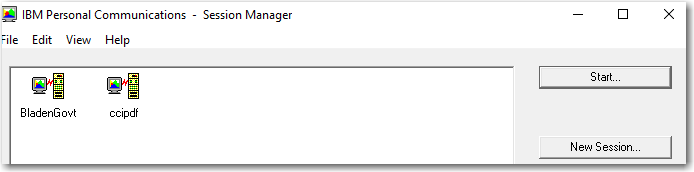 IBM Personal Communications - Session Manager
File Edit View Help
BladenGovt ccipdf
Start...
New Session...